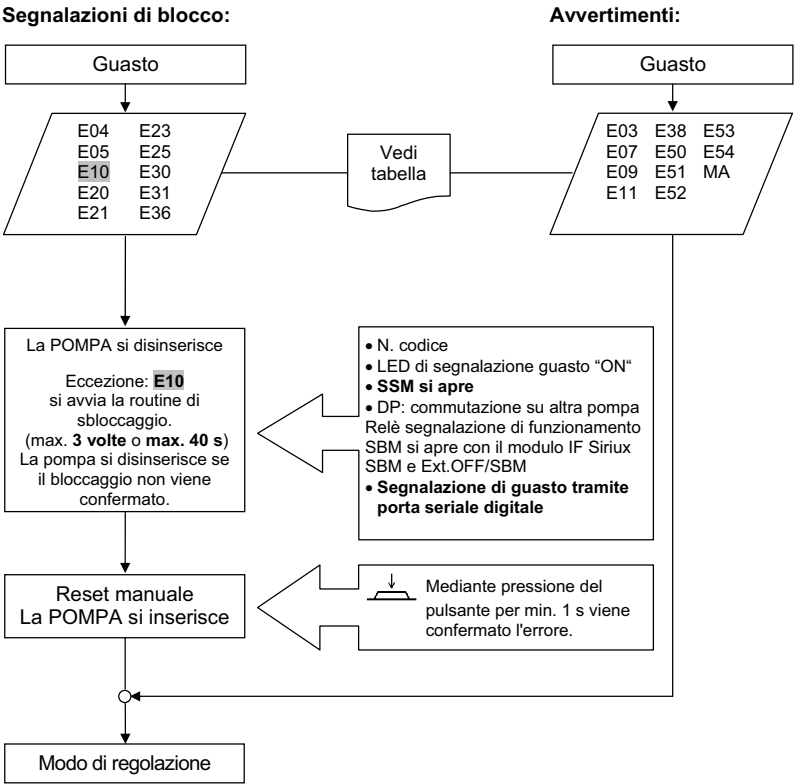 Segnalazioni di blocco:
Avvertimenti:
Guasto
Guasto
E04 E23
E05 E25
E10 E30
E20 E31
E21 E36
Vedi
tabella
E03 E38 E53
E07 E50 E54
E09 E51 MA
E11 E52
La POMPA si disinserisce
Eccezione: E10
si avvia la routine di
sbloccaggio.
(max. 3 volte o max. 40 s)
La pompa si disinserisce se
il bloccaggio non viene
confermato.
• N. codice
• LED di segnalazione guasto “ON“
• SSM si apre
• DP: commutazione su altra pompa
Relè segnalazione di funzionamento
SBM si apre con il modulo IF Siriux
SBM e Ext.OFF/SBM
• Segnalazione di guasto tramite
porta seriale digitale
Reset manuale
La POMPA si inserisce
Mediante pressione del
pulsante per min. 1 s viene
confermato l'errore.
Modo di regolazione